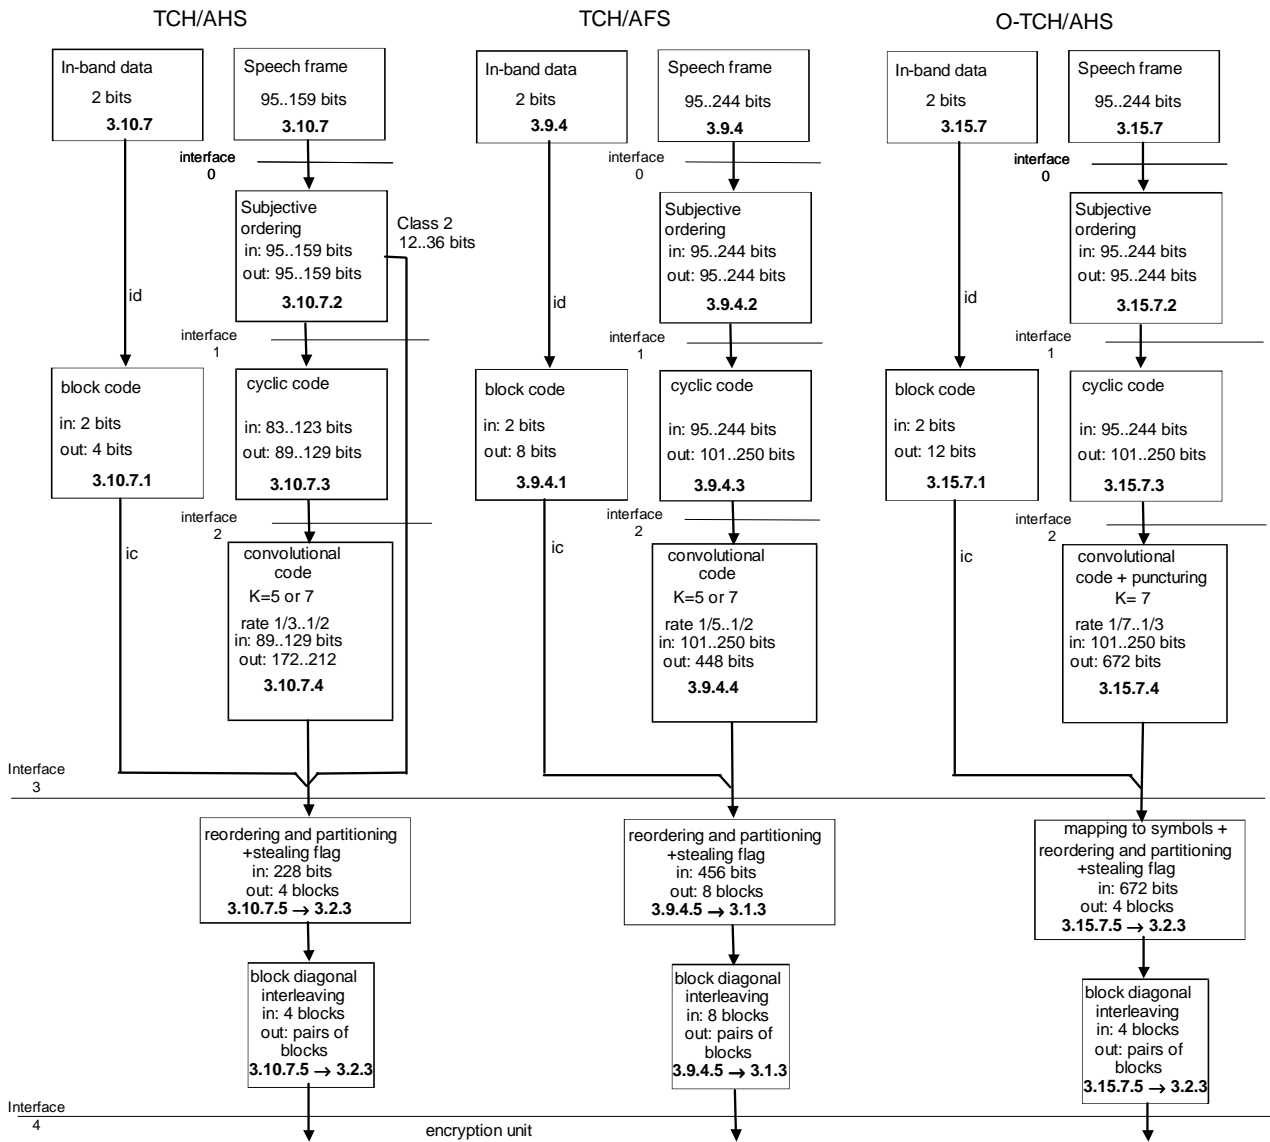 TCH/AHS
In-band data
2 bits
3.10.7
Speech frame
95..159 bits
3.10.7
interface
0
Subjective
ordering
in: 95..159 bits
out: 95..159 bits
3.10.7.2
Class 2
12..36 bits
id
interface
1
block code
in: 2 bits
out: 4 bits
3.10.7.1
cyclic code
in: 83..123 bits
out: 89..129 bits
3.10.7.3
interface
2
ic
convolutional
code
K=5 or 7
rate 1/3..1/2
in: 89..129 bits
out: 172..212
3.10.7.4
TCH/AFS
In-band data
2 bits
3.9.4
Speech frame
95..244 bits
3.9.4
interface
0
Subjective
ordering
in: 95..244 bits
out: 95..244 bits
3.9.4.2
id
interface
1
block code
in: 2 bits
out: 8 bits
3.9.4.1
cyclic code
in: 95..244 bits
out: 101..250 bits
3.9.4.3
interface
2
ic
convolutional
code
K=5 or 7
rate 1/5..1/2
in: 101..250 bits
out: 448 bits
3.9.4.4
O-TCH/AHS
In-band data
2 bits
3.15.7
Speech frame
95..244 bits
3.15.7
interface
0
Subjective
ordering
in: 95..244 bits
out: 95..244 bits
3.15.7.2
id
interface
1
block code
in: 2 bits
out: 12 bits
3.15.7.1
cyclic code
in: 95..244 bits
out: 101..250 bits
3.15.7.3
interface
2
ic
convolutional
code + puncturing
K= 7
rate 1/7..1/3
in: 101..250 bits
out: 672 bits
3.15.7.4
Interface
3
reordering and partitioning
+stealing flag
in: 228 bits
out: 4 blocks
3.10.7.5 → 3.2.3
block diagonal
interleaving
in: 4 blocks
out: pairs of
blocks
3.10.7.5 → 3.2.3
reordering and partitioning
+stealing flag
in: 456 bits
out: 8 blocks
3.9.4.5 → 3.1.3
block diagonal
interleaving
in: 8 blocks
out: pairs of
blocks
3.9.4.5 → 3.1.3
mapping to symbols +
reordering and partitioning
+stealing flag
in: 672 bits
out: 4 blocks
3.15.7.5 → 3.2.3
block diagonal
interleaving
in: 4 blocks
out: pairs of
blocks
3.15.7.5 → 3.2.3
Interface
4
encryption unit